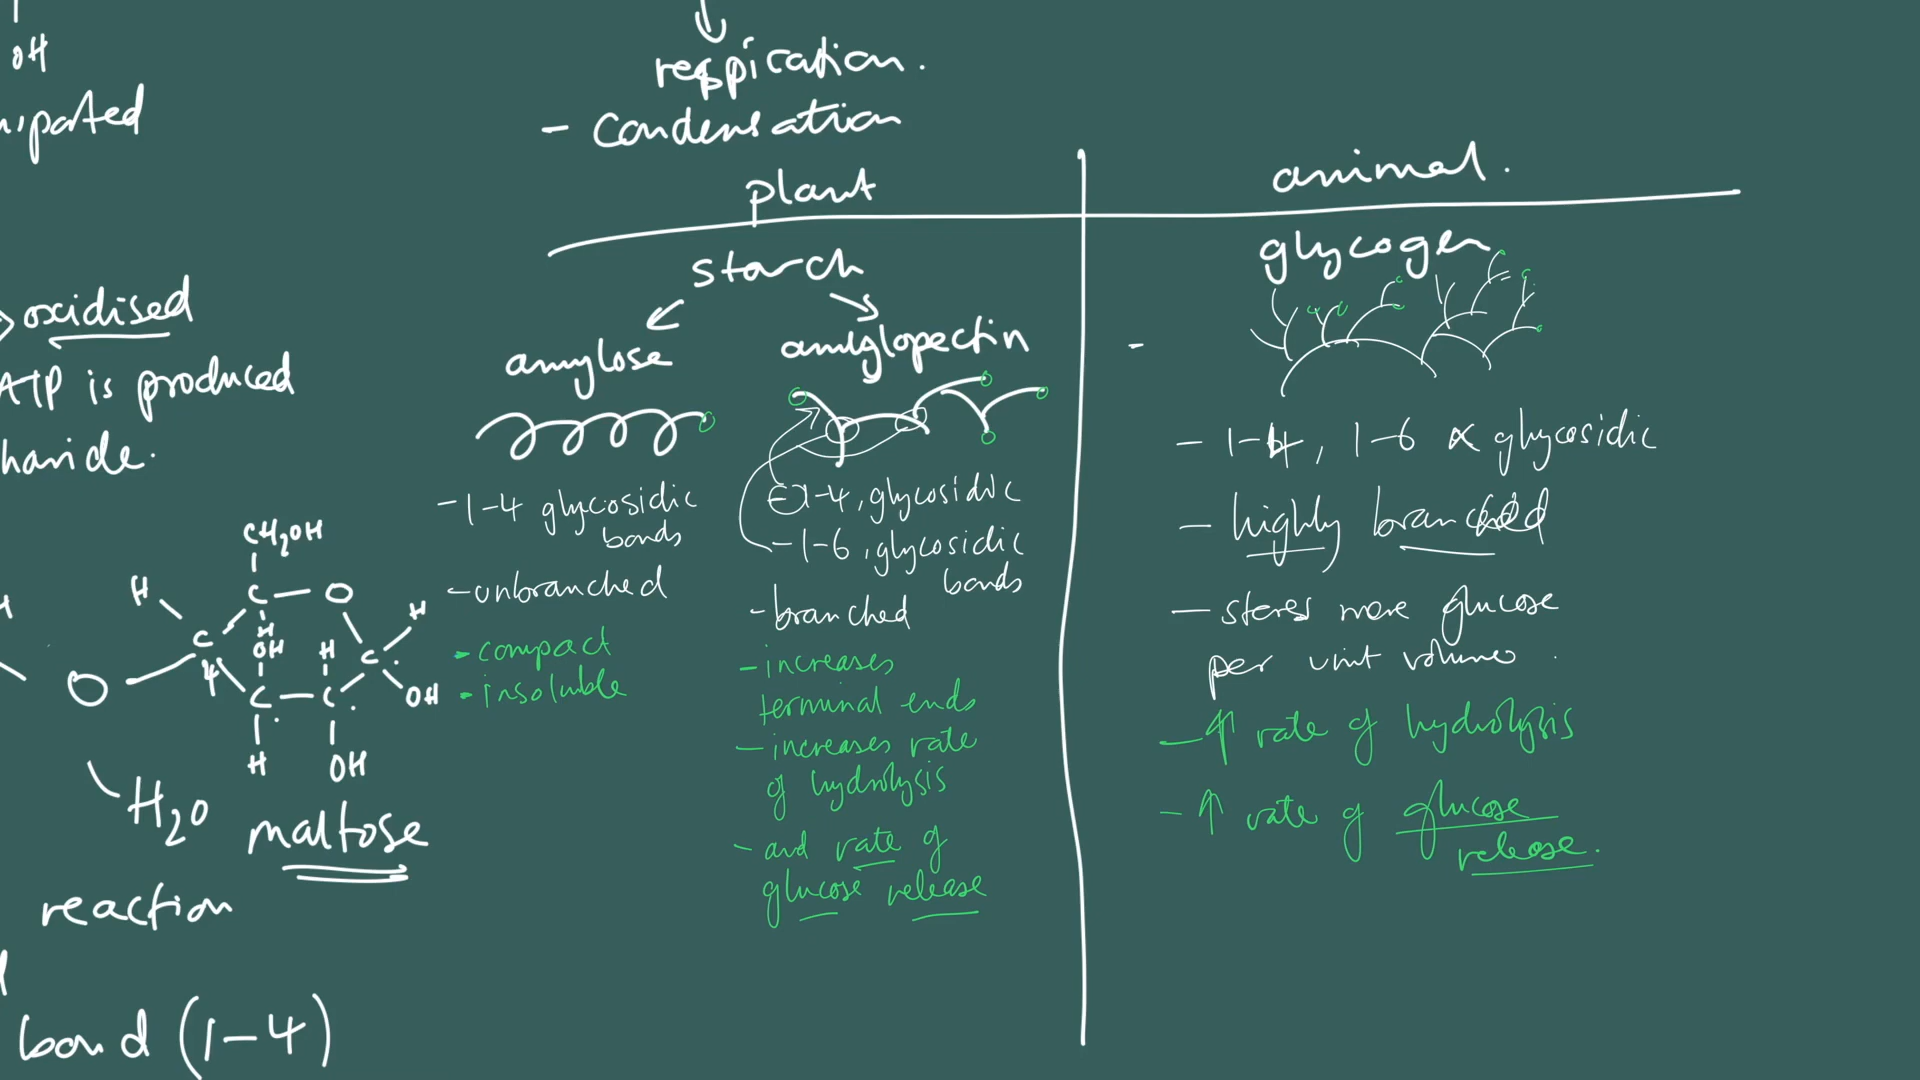 OH
respiration.
- condensation
plant
animal.
starch
glycogen
oxidised
amylose
amylopectin
ATP is produced
- 1-4, 1-6 ∝ glycosidic
- 1-4 glycosidic
bonds
1-4, glycosidic
- 1-6, glycosidic
bonds
- highly branched
CH₂OH
- unbranched
- branched
- stores more glucose
per unit volume.
- compact
- insoluble
- increases
terminal ends
- increases rate
of hydrolysis
- and rate of
glucose release
- ↑ rate of hydrolysis
- ↑ rate of glucose
release.
H
C - O
H
C
H
OH
H
C
4
O
C - C
OH
H
OH
H₂O
maltose
reaction
bond (1-4)